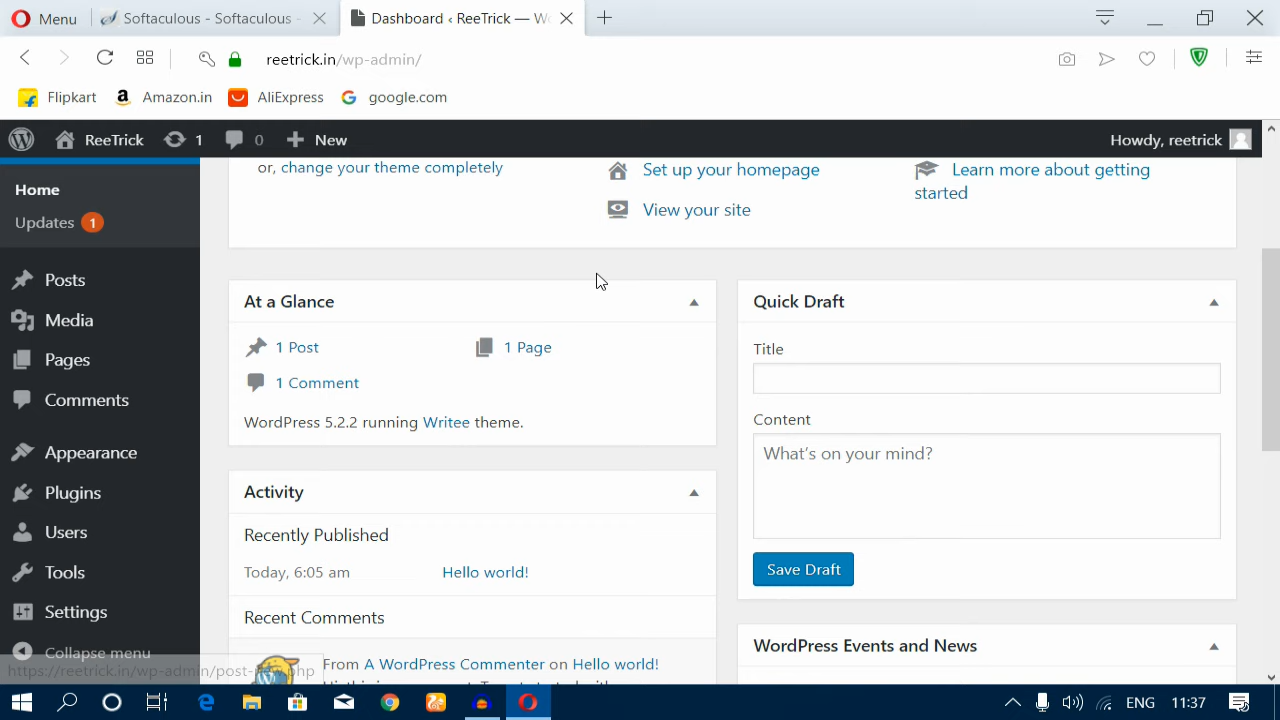 Menu
Softaculous - Softaculous -
Dashboard ‹ ReeTrick — Wo
reetrick.in/wp-admin/
Flipkart
Amazon.in
AliExpress
google.com
ReeTrick
1
0
New
Howdy, reetrick
Home
Updates 1
Posts
Media
Pages
Comments
Appearance
Plugins
Users
Tools
Settings
Collapse menu
https://reetrick.in/wp-admin/post-new.php
or, change your theme completely
Set up your homepage
View your site
Learn more about getting
started
At a Glance
1 Post
1 Page
1 Comment
WordPress 5.2.2 running Writee theme.
Activity
Recently Published
Today, 6:05 am
Hello world!
Recent Comments
From A WordPress Commenter on Hello world!
Quick Draft
Title
Content
What's on your mind?
Save Draft
WordPress Events and News
ENG
11:37